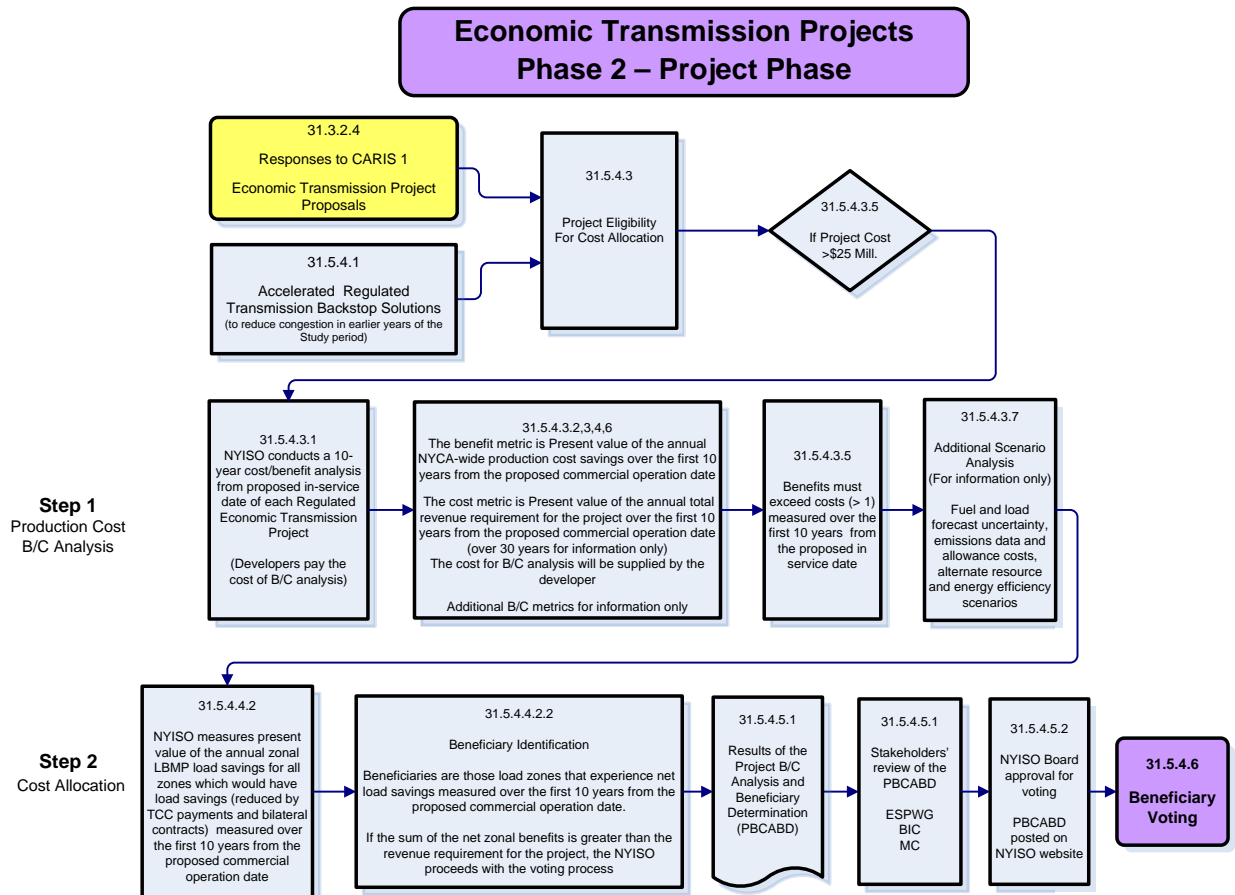 Economic Transmission Projects
Phase 2 – Project Phase
31.3.2.4
Responses to CARIS 1
Economic Transmission Project
Proposals
31.5.4.1
Accelerated Regulated
Transmission Backstop Solutions
(to reduce congestion in earlier years of the
Study period)
31.5.4.3
Project Eligibility
For Cost Allocation
31.5.4.3.5
If Project Cost
>$25 Mill.
Step 1
Production Cost
B/C Analysis
31.5.4.3.1
NYISO conducts a 10-
year cost/benefit analysis
from proposed in-service
date of each Regulated
Economic Transmission
Project
(Developers pay the
cost of B/C analysis)
31.5.4.3.2,3,4,6
The benefit metric is Present value of the annual
NYCA-wide production cost savings over the first 10
years from the proposed commercial operation date
The cost metric is Present value of the annual total
revenue requirement for the project over the first 10
years from the proposed commercial operation date
(over 30 years for information only)
The cost for B/C analysis will be supplied by the
developer
Additional B/C metrics for information only
31.5.4.3.5
Benefits must
exceed costs (> 1)
measured over the
first 10 years from
the proposed in
service date
31.5.4.3.7
Additional Scenario
Analysis
(For information only)
Fuel and load
forecast uncertainty,
emissions data and
allowance costs,
alternate resource
and energy efficiency
scenarios
Step 2
Cost Allocation
31.5.4.4.2
NYISO measures present
value of the annual zonal
LBMP load savings for all
zones which would have
load savings (reduced by
TCC payments and bilateral
contracts) measured over
the first 10 years from the
proposed commercial
operation date
31.5.4.4.2.2
Beneficiary Identification
Beneficiaries are those load zones that experience net
load savings measured over the first 10 years from the
proposed commercial operation date.
If the sum of the net zonal benefits is greater than the
revenue requirement for the project, the NYISO
proceeds with the voting process
31.5.4.5.1
Results of the
Project B/C
Analysis and
Beneficiary
Determination
(PBCABD)
31.5.4.5.1
Stakeholders'
review of the
PBCABD
ESPWG
BIC
MC
31.5.4.5.2
NYISO Board
approval for
voting
PBCABD
posted on
NYISO website
31.5.4.6
Beneficiary
Voting